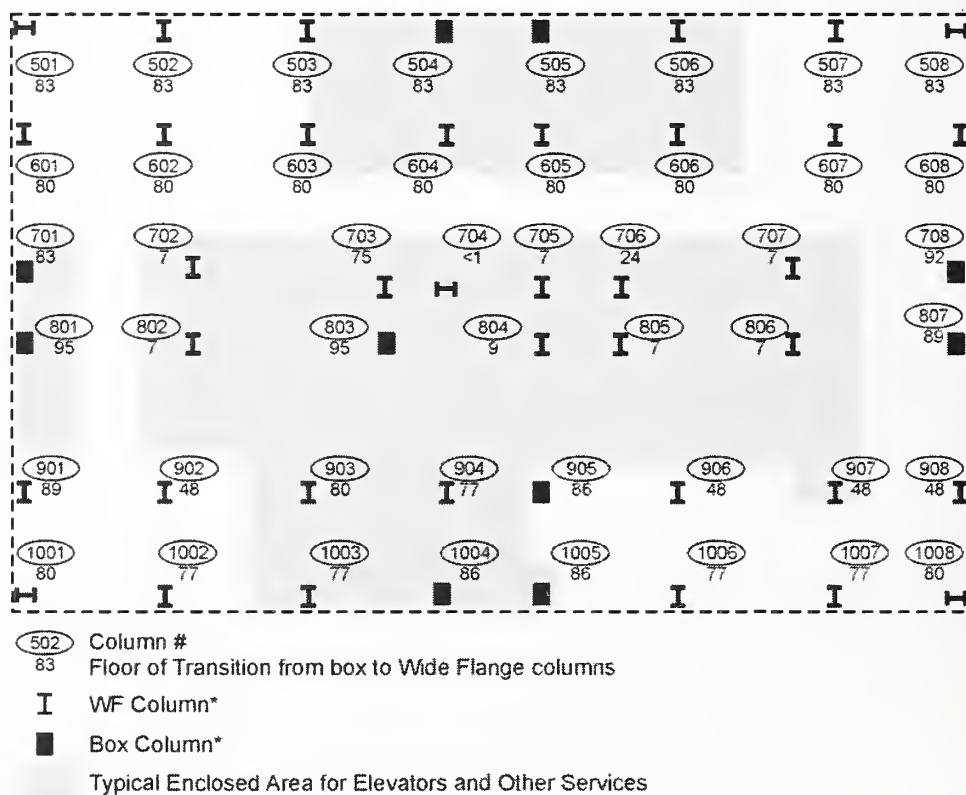 501 502 503 504 505 506 507 508
83 83 83 83 83 83 83 83
601 602 603 604 605 606 607 608
80 80 80 80 80 80 80 80
701 702 703 704 705 706 707 708
83 7 75 <1 7 24 7 92
801 802 803 804 805 806 807
95 7 95 9 7 7 89
901 902 903 904 905 906 907 908
89 48 80 77 86 48 48 48
1001 1002 1003 1004 1005 1006 1007 1008
80 77 77 86 86 77 77 80
502 Column #
83 Floor of Transition from box to Wide Flange columns
WF Column*
Box Column*
Typical Enclosed Area for Elevators and Other Services